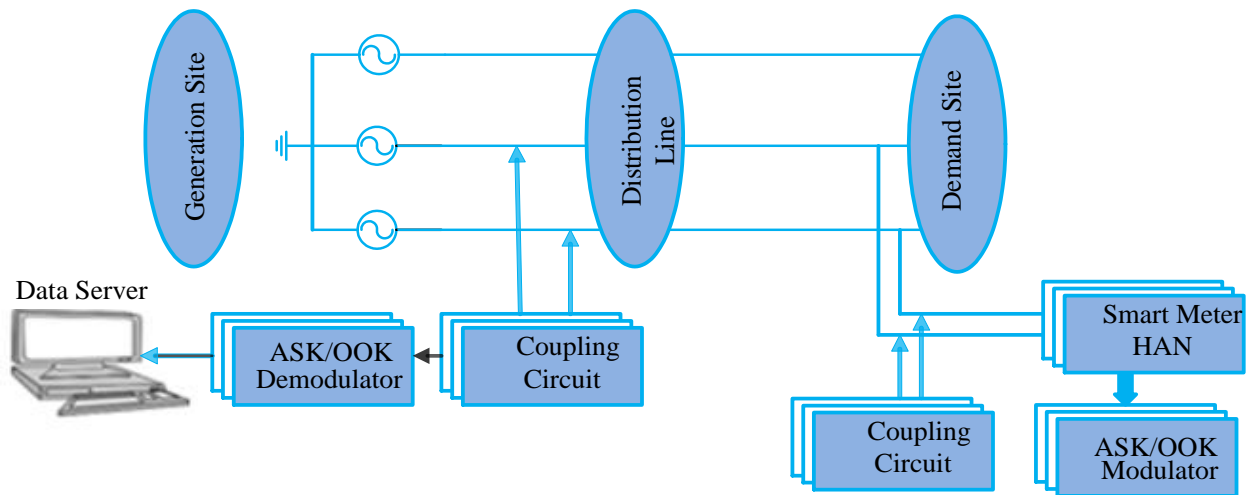 Generation Site
Distribution
Line
Demand Site
Data Server
ASK/OOK
Demodulator
Coupling
Circuit
Smart Meter
HAN
Coupling
Circuit
ASK/OOK
Modulator